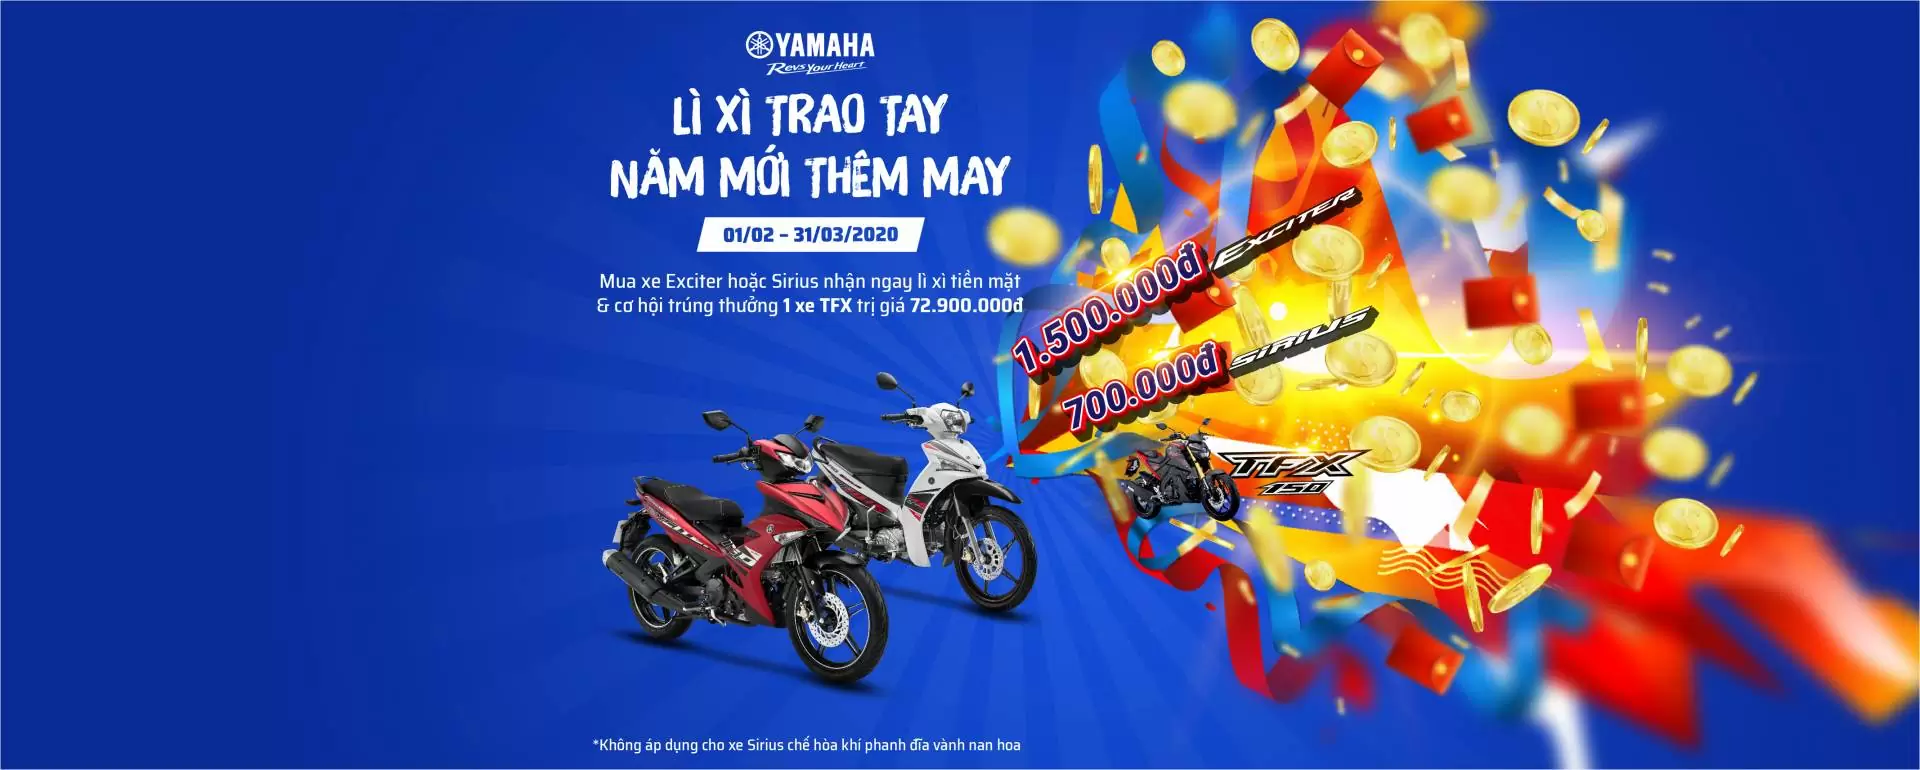 YAMAHA
Revs Your Heart
LÌ XÌ TRAO TAY
NĂM MỚI THÊM MAY
01/02 – 31/03/2020
Mua xe Exciter hoặc Sirius nhận ngay lì xì tiền mặt
& cơ hội trúng thưởng 1 xe TFX trị giá 72.900.000đ
1.500.000đ EXCITER
700.000đ SIRIUS
TFX
150
*Không áp dụng cho xe Sirius chế hòa khí phanh đĩa vành nan hoa